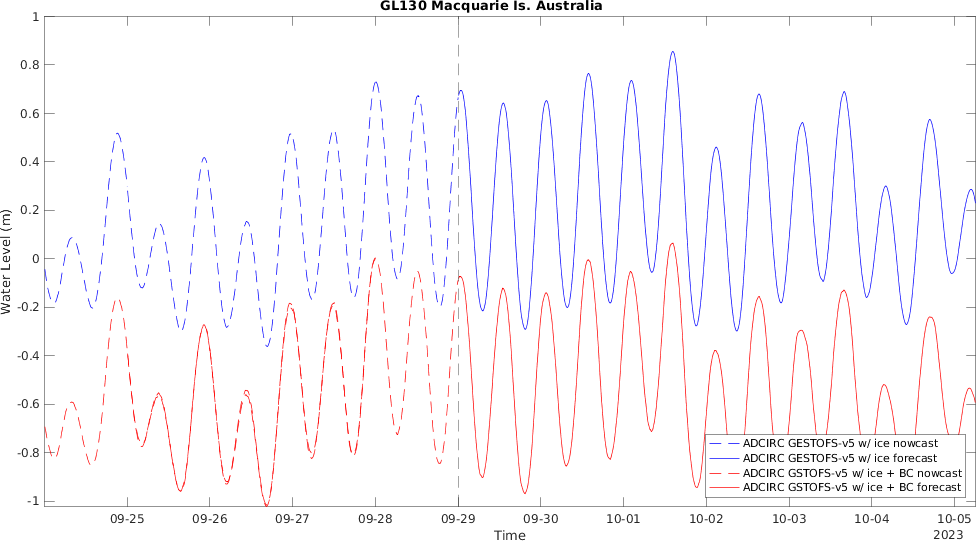 GL130 Macquarie Is. Australia
1
0.8
0.6
0.4
0.2
0
-0.2
-0.4
-0.6
-0.8
-1
Water Level (m)
ADCIRC GESTOFS-v5 w/ ice nowcast
ADCIRC GESTOFS-v5 w/ ice forecast
ADCIRC GSTOFS-v5 w/ ice + BC nowcast
ADCIRC GSTOFS-v5 w/ ice + BC forecast
09-25 09-26 09-27 09-28 09-29 09-30 10-01 10-02 10-03 10-04 10-05
Time 2023